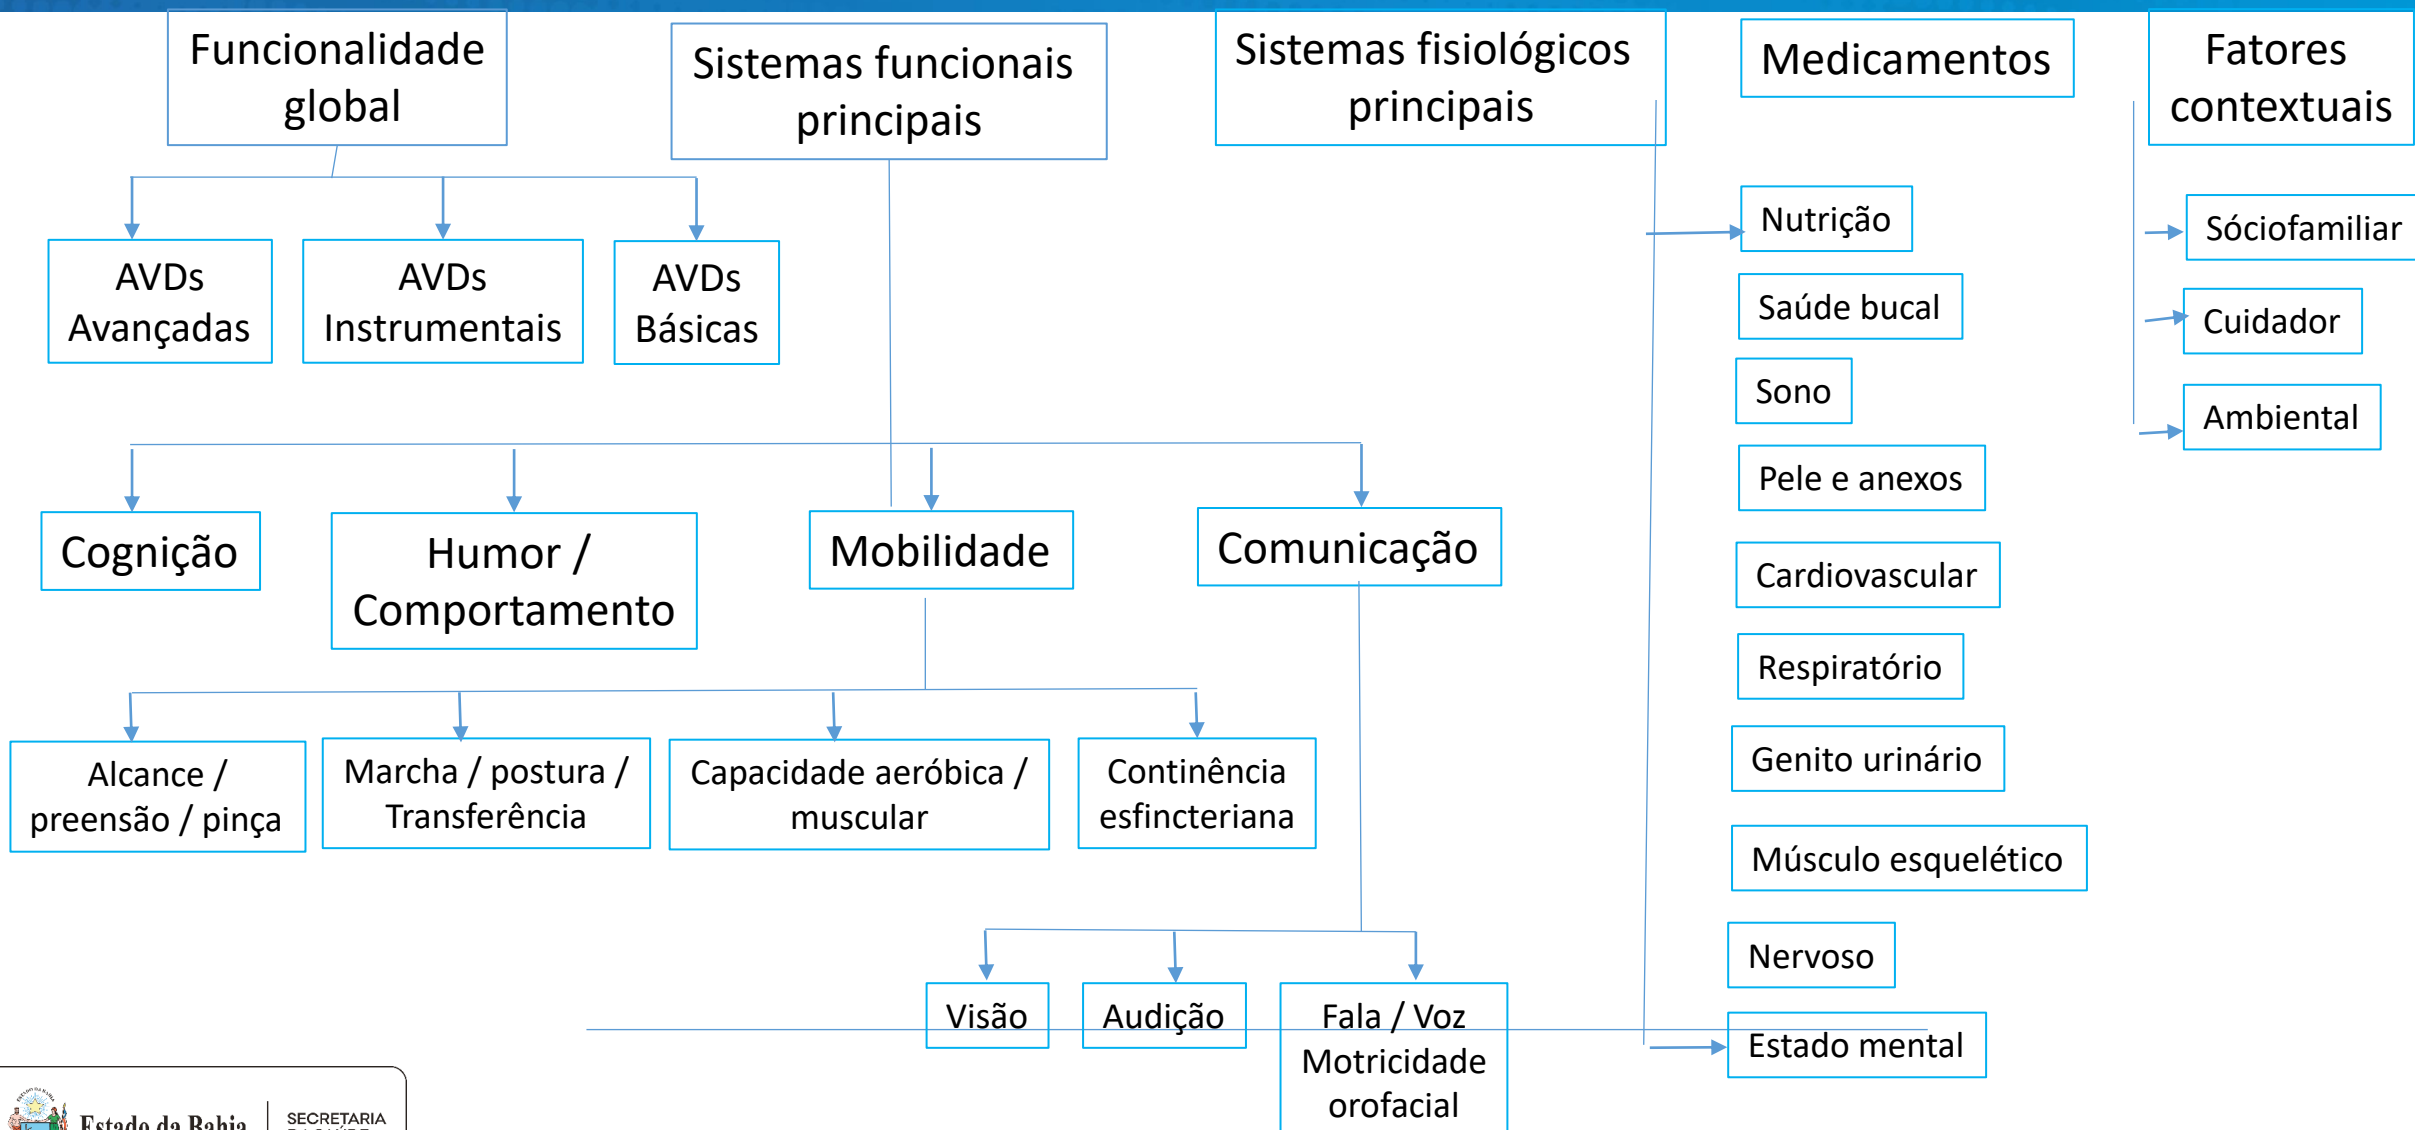 Funcionalidade
global
Sistemas funcionais
principais
Sistemas fisiológicos
principais
Medicamentos
Fatores
contextuais
AVDs
Avançadas
AVDs
Instrumentais
AVDs
Básicas
Nutrição
Saúde bucal
Sono
Pele e anexos
Cardiovascular
Respiratório
Genito urinário
Músculo esquelético
Nervoso
Estado mental
Sóciofamiliar
Cuidador
Ambiental
Cognição
Humor /
Comportamento
Mobilidade
Comunicação
Alcance /
preensão / pinça
Marcha / postura /
Transferência
Capacidade aeróbica /
muscular
Continência
esfincteriana
Visão
Audição
Fala / Voz
Motricidade
orofacial
Estado da Bahia
SECRETARIA